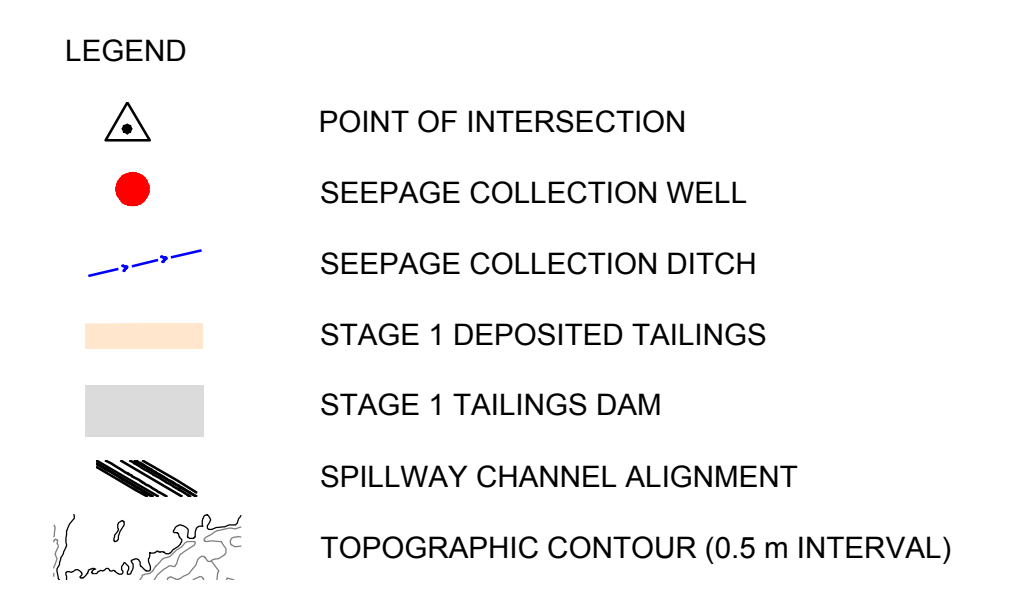 LEGEND
POINT OF INTERSECTION
SEEPAGE COLLECTION WELL
SEEPAGE COLLECTION DITCH
STAGE 1 DEPOSITED TAILINGS
STAGE 1 TAILINGS DAM
SPILLWAY CHANNEL ALIGNMENT
TOPOGRAPHIC CONTOUR (0.5 m INTERVAL)